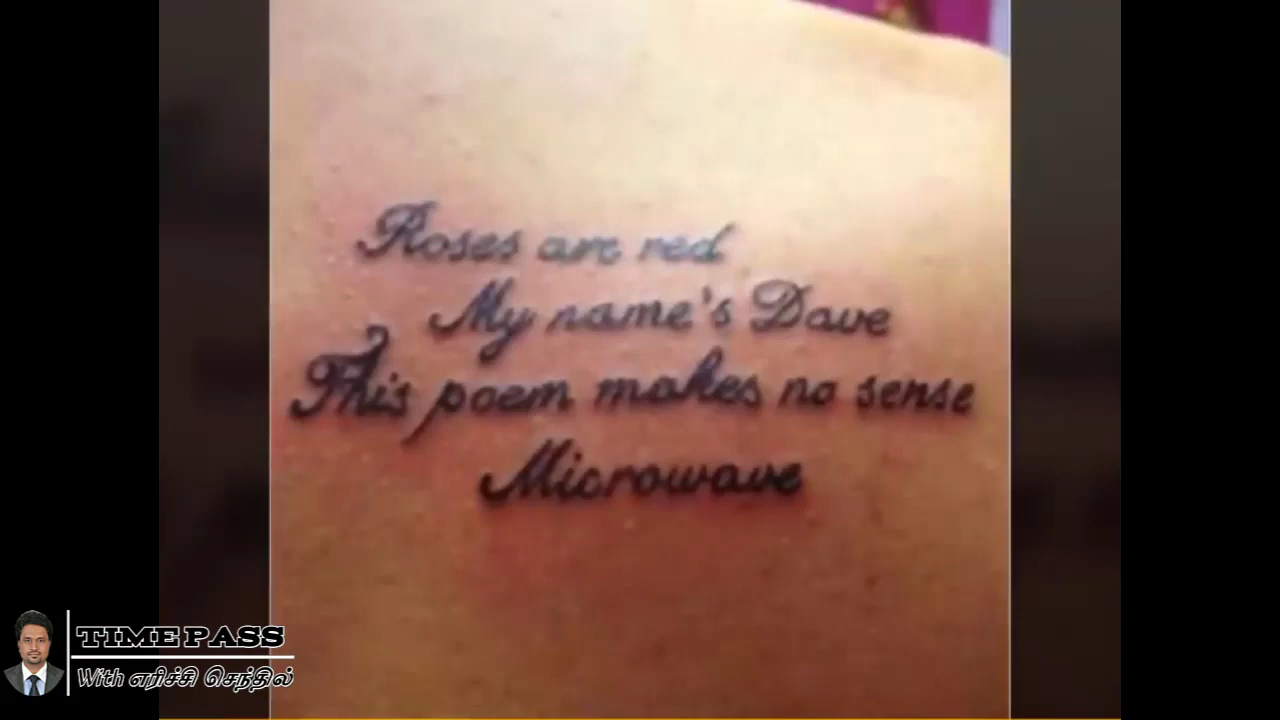 Roses are red
My name's Dave
This poem makes no sense
Microwave
TIME PASS
With எரிச்சி செந்தில்